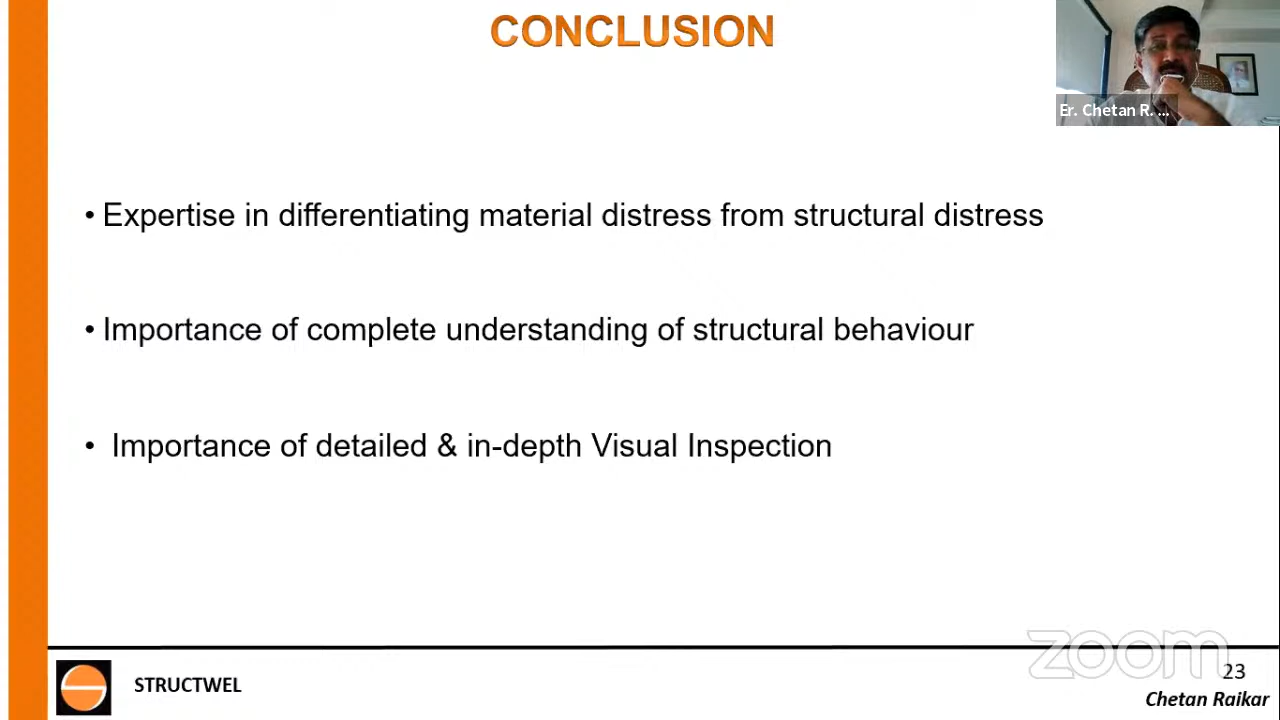 CONCLUSION
Er. Chetan R. ...
• Expertise in differentiating material distress from structural distress
• Importance of complete understanding of structural behaviour
• Importance of detailed & in-depth Visual Inspection
zoom
23
STRUCTWEL
Chetan Raikar